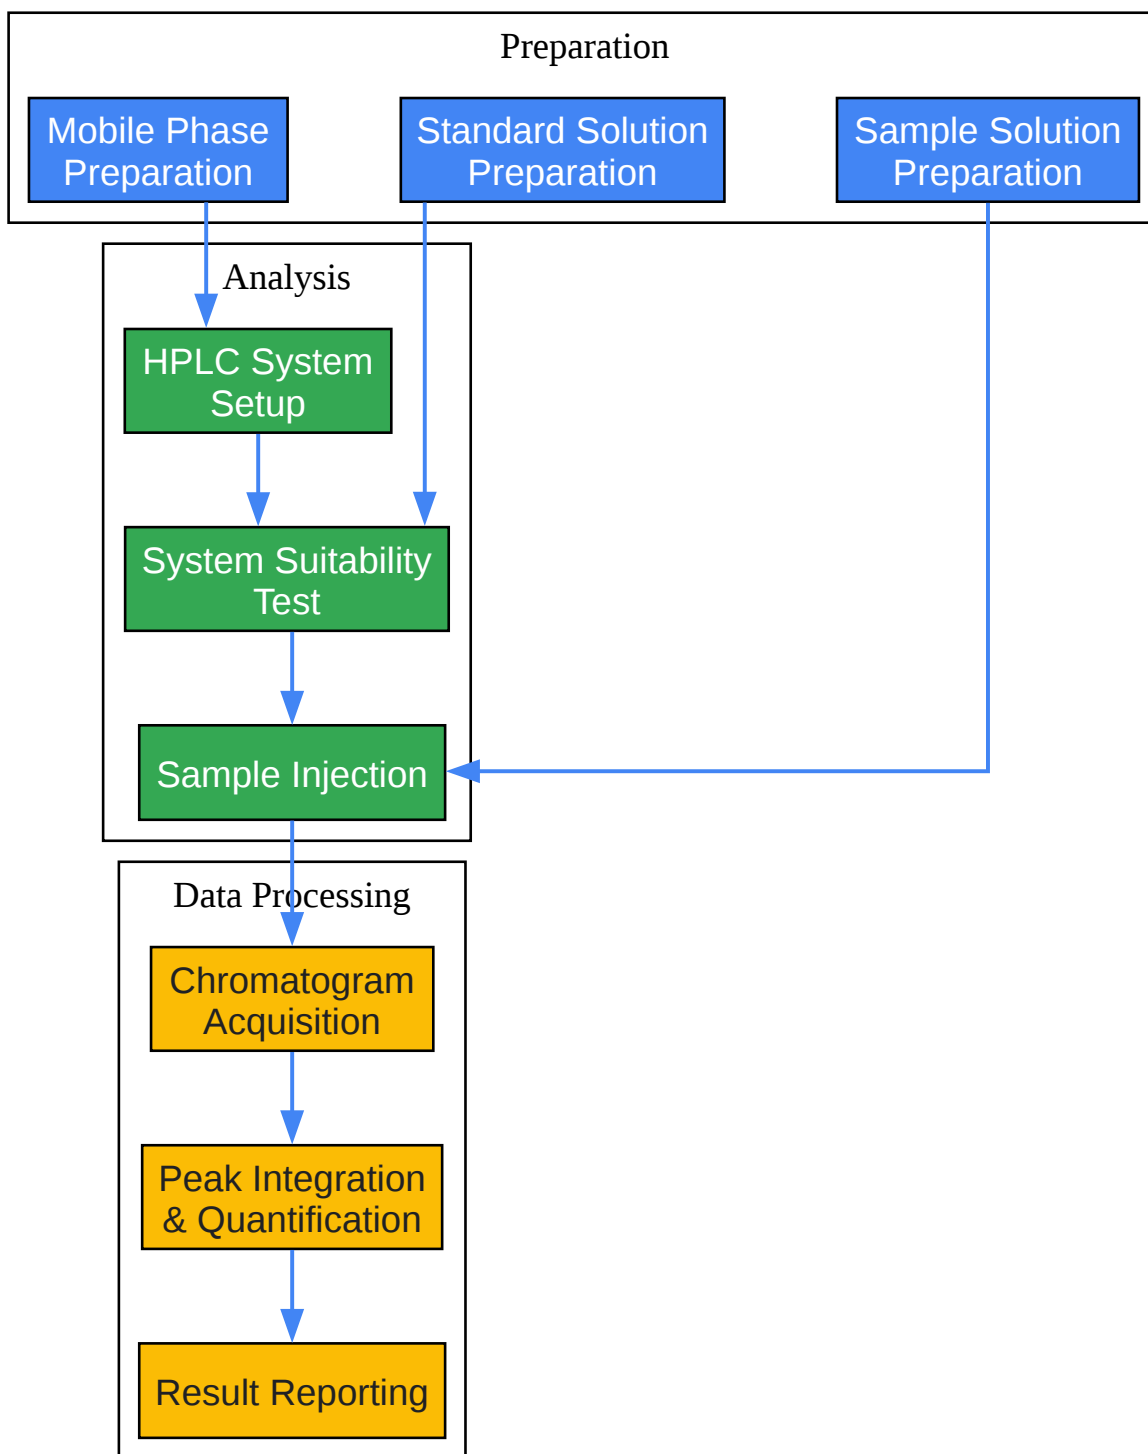 Preparation
Mobile Phase
Preparation
Standard Solution
Preparation
Sample Solution
Preparation
Analysis
HPLC System
Setup
System Suitability
Test
Sample Injection
Data Processing
Chromatogram
Acquisition
Peak Integration
& Quantification
Result Reporting